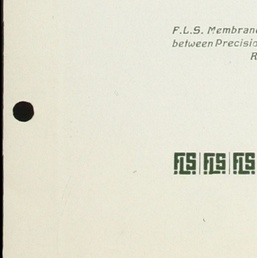 F.L.S. Membran
between Precisio
R
FLS FLS FLS